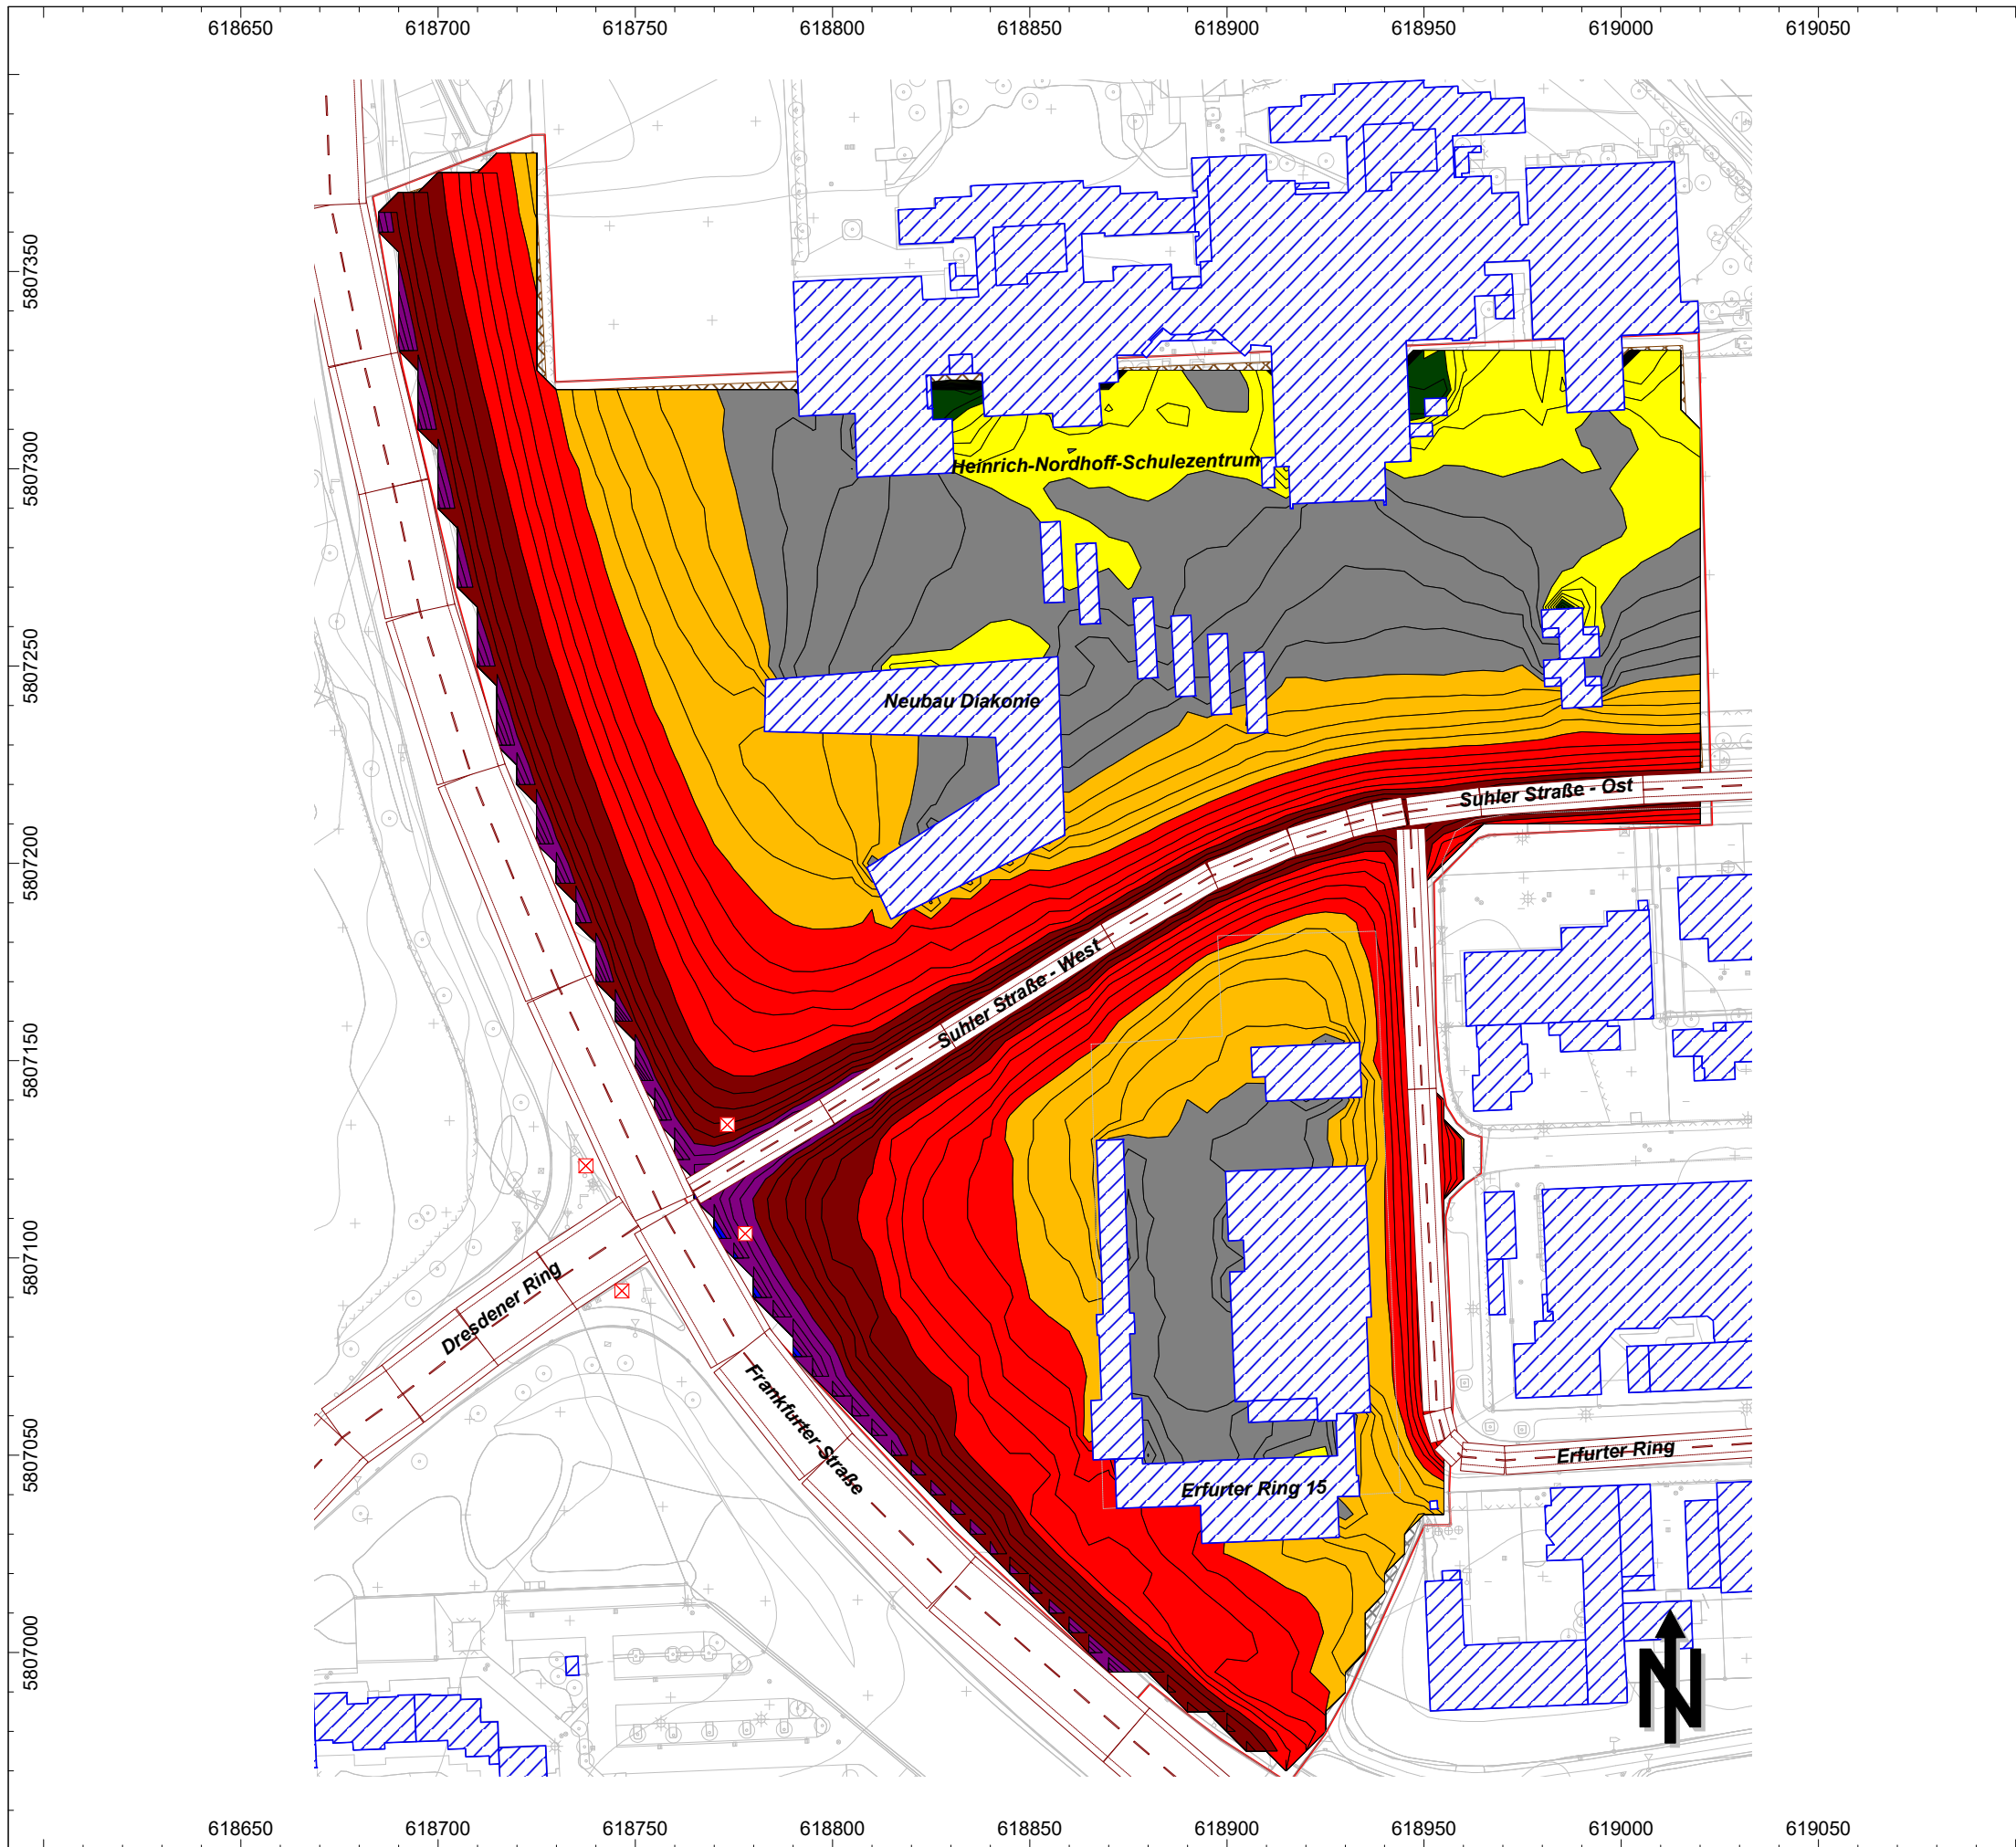 618650 618700 618750 618800 618850 618900 618950 619000 619050
5807350
5807300
Heinrich-Nordhoff-Schulezentrum
5807250
Neubau Diakonie
Suhler Straße - Ost
5807200
Suhler Straße - West
5807150
5807100
Dresdener Ring
Frankfurter Straße
5807050
Erfurter Ring
Erfurter Ring 15
5807000
N
618650 618700 618750 618800 618850 618900 618950 619000 619050